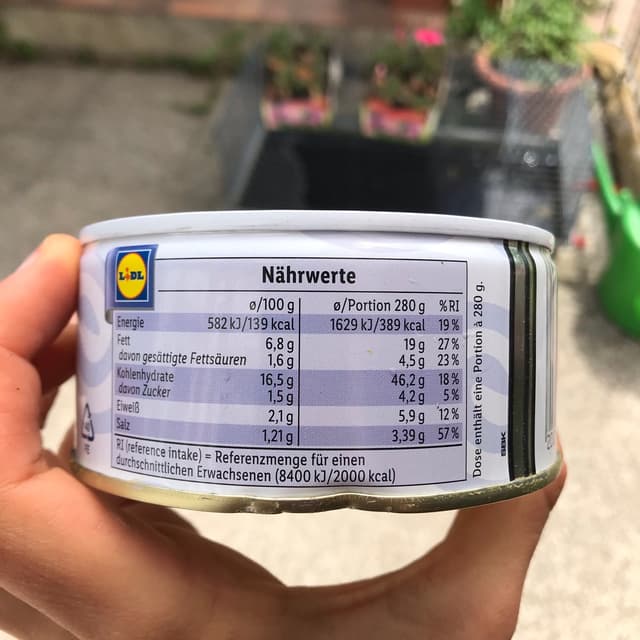 LIDL
Nährwerte
ø/100 g ø/Portion 280 g %RI
Energie 582 kJ/139 kcal 1629 kJ/389 kcal 19%
Fett 6,8 g 19 g 27%
davon gesättigte Fettsäuren 1,6 g 4,5 g 23%
Kohlenhydrate 16,5 g 46,2 g 18%
davon Zucker 1,5 g 4,2 g 5%
Eiweiß 2,1 g 5,9 g 12%
Salz 1,21 g 3,39 g 57%
RI (reference intake) = Referenzmenge für einen
durchschnittlichen Erwachsenen (8400 kJ/2000 kcal)
Dose enthält eine Portion à 280 g.